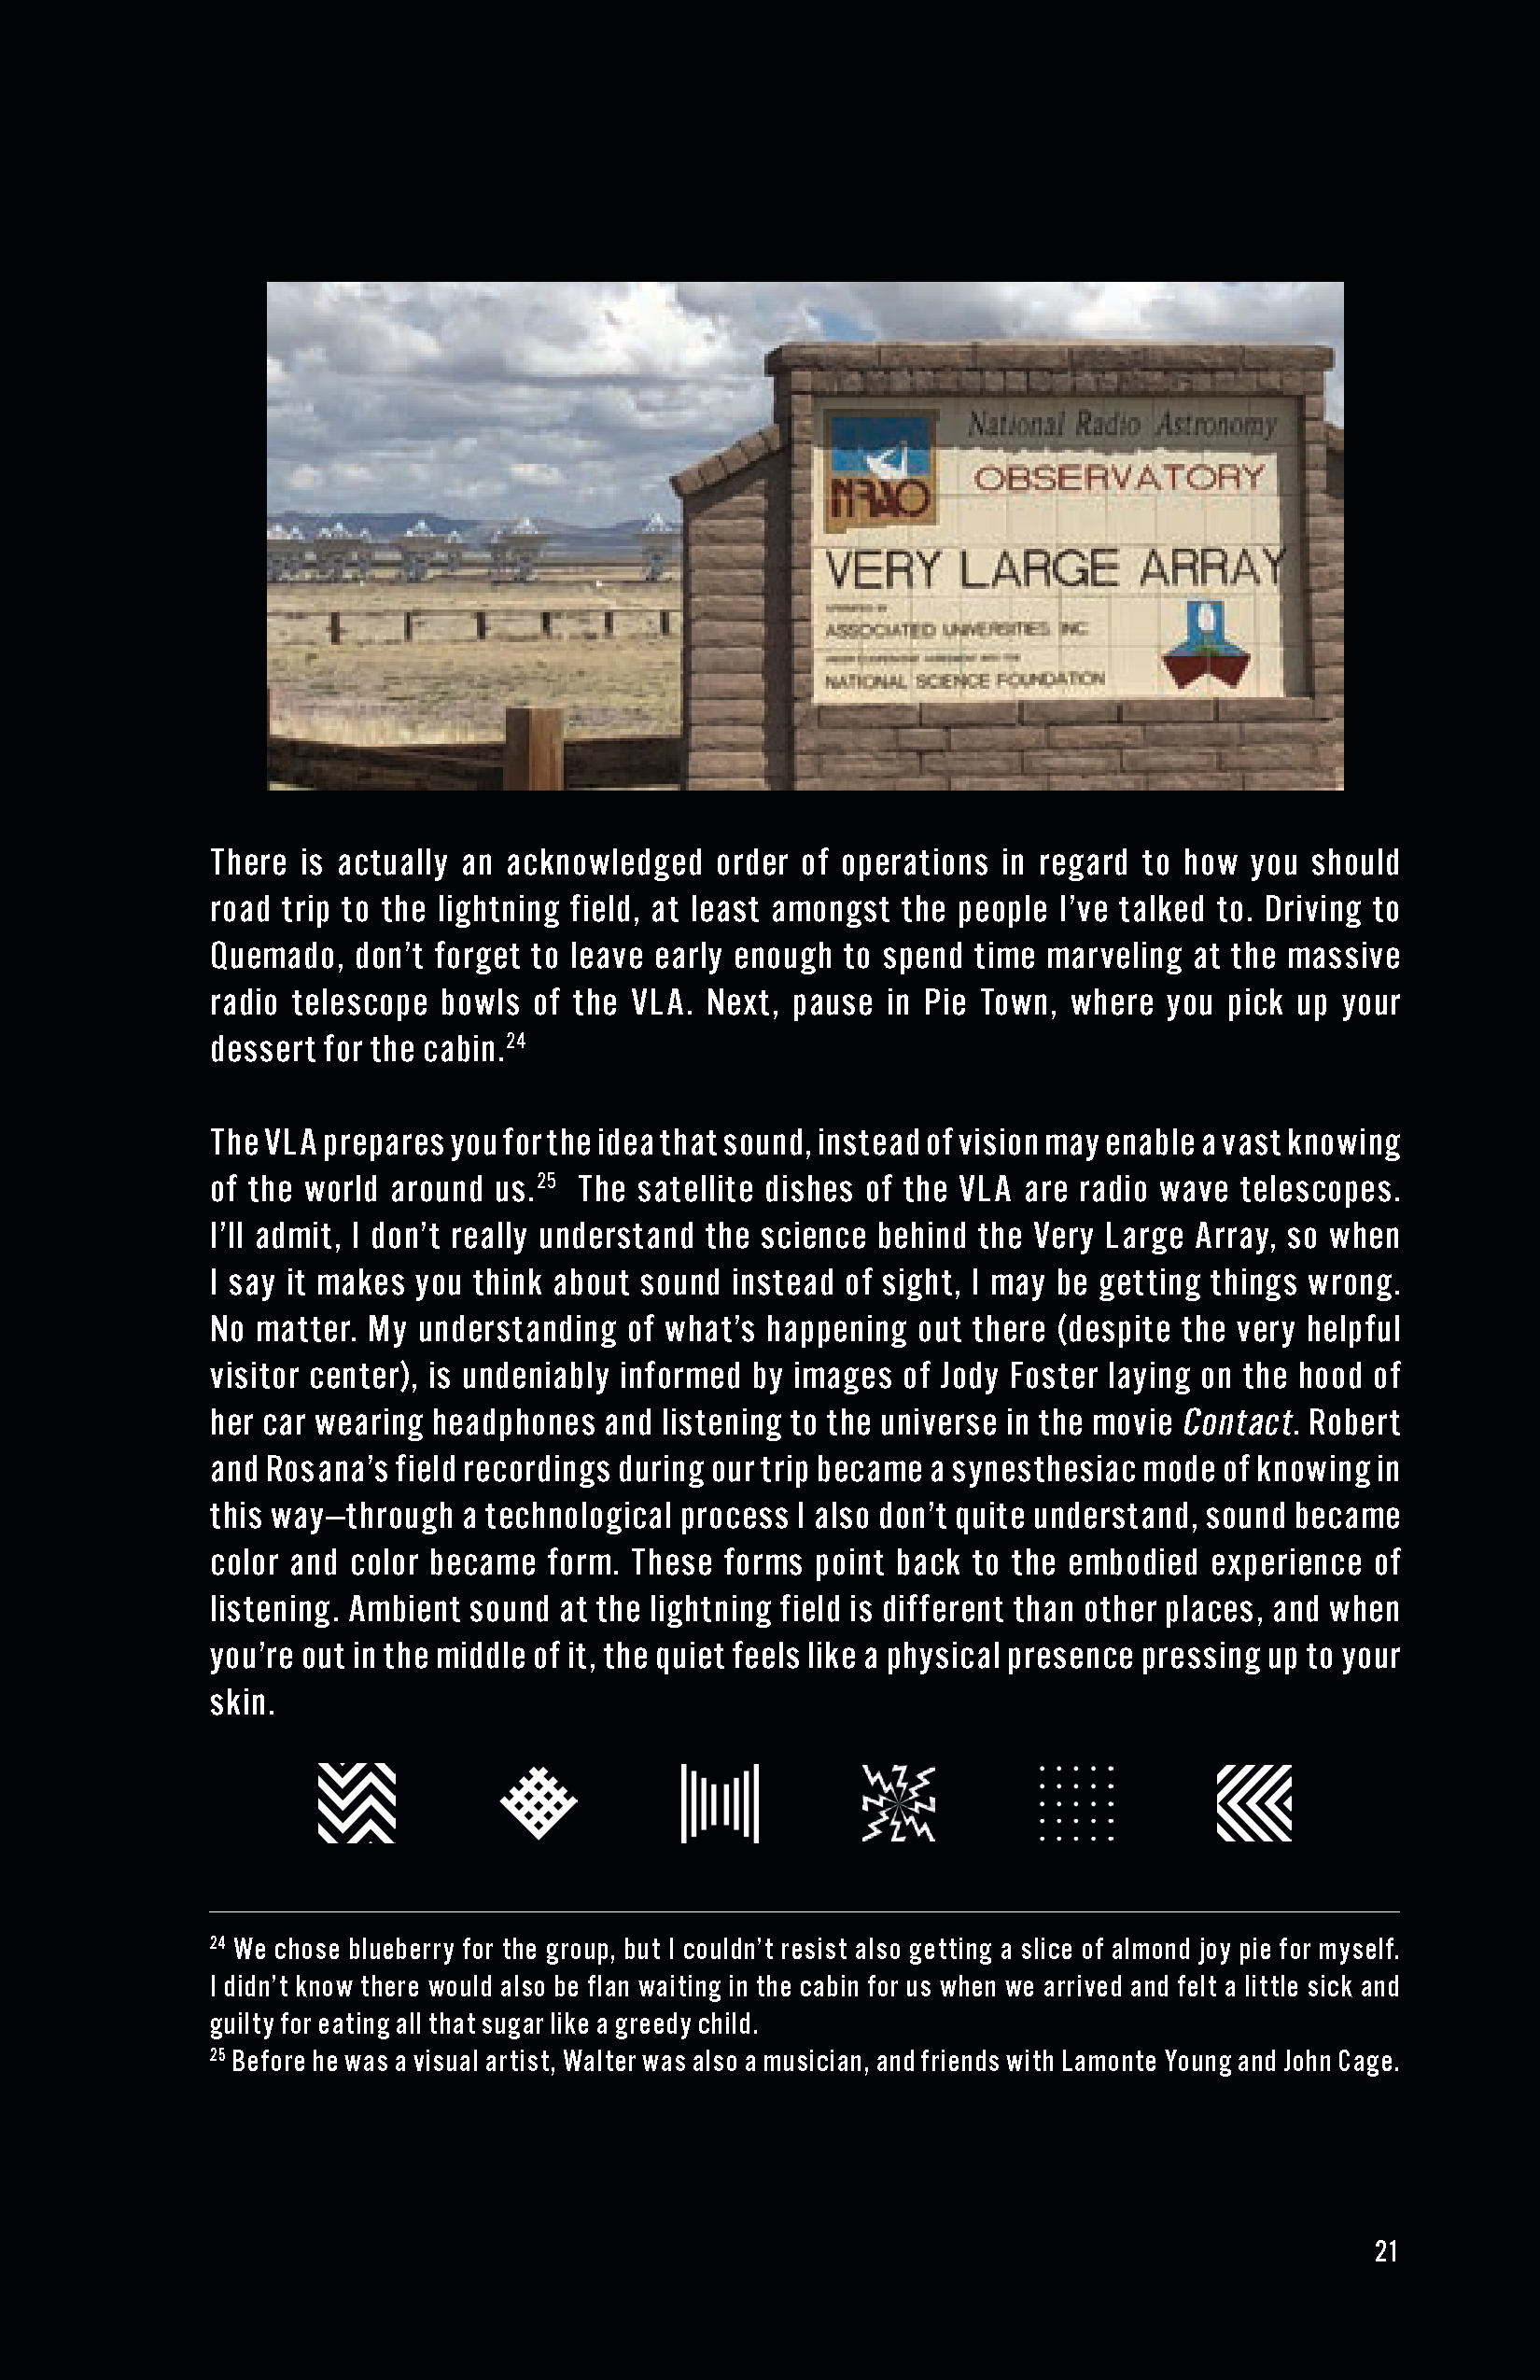 National Radio Astronomy
OBSERVATORY
NRAO
VERY LARGE ARRAY
OPERATED BY
ASSOCIATED UNIVERSITIES, INC.
NATIONAL SCIENCE FOUNDATION
There is actually an acknowledged order of operations in regard to how you should
road trip to the lightning field, at least amongst the people I’ve talked to. Driving to
Quemado, don’t forget to leave early enough to spend time marveling at the massive
radio telescope bowls of the VLA. Next, pause in Pie Town, where you pick up your
dessert for the cabin.24
The VLA prepares you for the idea that sound, instead of vision may enable a vast knowing
of the world around us.25 The satellite dishes of the VLA are radio wave telescopes.
I’ll admit, I don’t really understand the science behind the Very Large Array, so when
I say it makes you think about sound instead of sight, I may be getting things wrong.
No matter. My understanding of what’s happening out there (despite the very helpful
visitor center), is undeniably informed by images of Jody Foster laying on the hood of
her car wearing headphones and listening to the universe in the movie Contact. Robert
and Rosana’s field recordings during our trip became a synesthesiac mode of knowing in
this way—through a technological process I also don’t quite understand, sound became
color and color became form. These forms point back to the embodied experience of
listening. Ambient sound at the lightning field is different than other places, and when
you’re out in the middle of it, the quiet feels like a physical presence pressing up to your
skin.
24 We chose blueberry for the group, but I couldn’t resist also getting a slice of almond joy pie for myself.
I didn’t know there would also be flan waiting in the cabin for us when we arrived and felt a little sick and
guilty for eating all that sugar like a greedy child.
25 Before he was a visual artist, Walter was also a musician, and friends with Lamonte Young and John Cage.
21